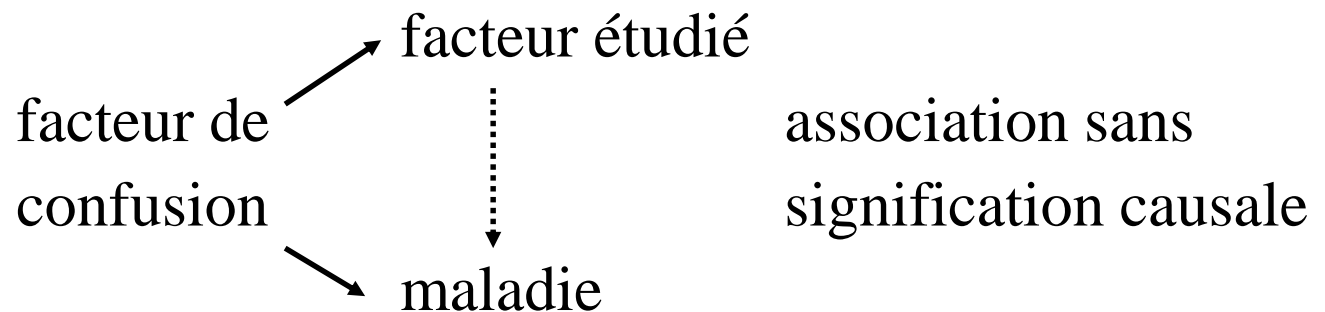 facteur étudié
facteur de
confusion
association sans
signification causale
maladie